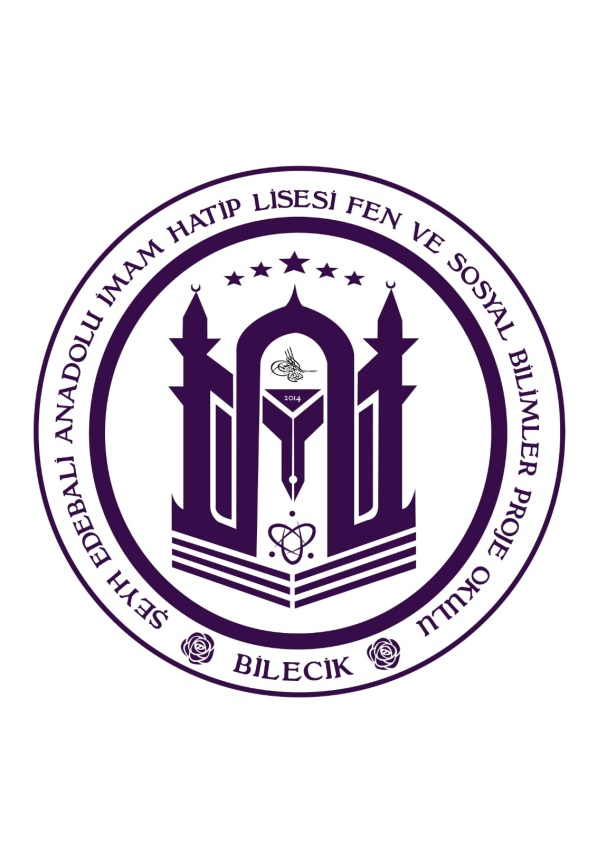 ŞEYH EDEBALİ ANADOLU İMAM HATİP LİSESİ FEN VE SOSYAL BİLİMLER PROJE OKULU
2014
BİLECİK